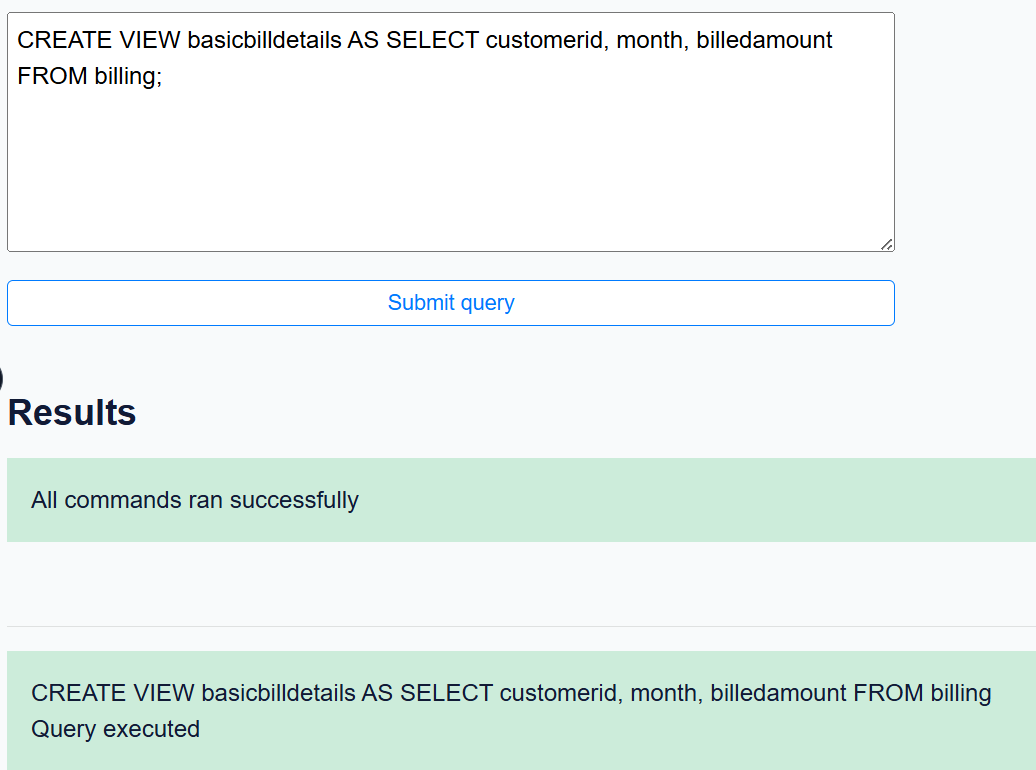 CREATE VIEW basicbilldetails AS SELECT customerid, month, billedamount
FROM billing;
Submit query
Results
All commands ran successfully
CREATE VIEW basicbilldetails AS SELECT customerid, month, billedamount FROM billing
Query executed